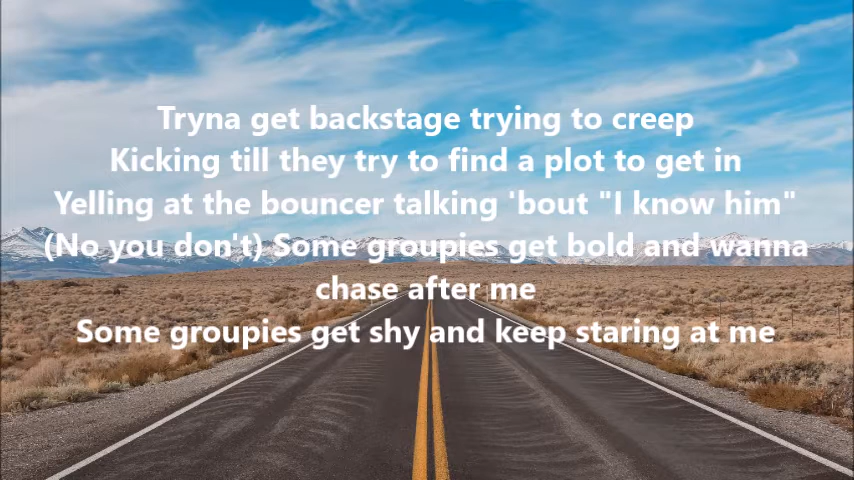 Tryna get backstage trying to creep
Kicking till they try to find a plot to get in
Yelling at the bouncer talking 'bout "I know him"
(No you don't) Some groupies get bold and wanna
chase after me
Some groupies get shy and keep staring at me